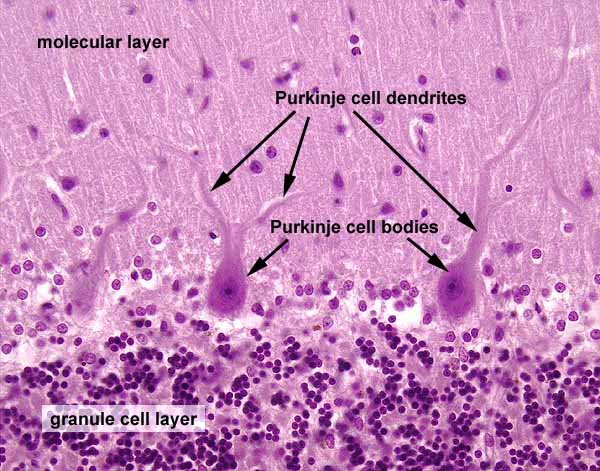 molecular layer
Purkinje cell dendrites
Purkinje cell bodies
granule cell layer